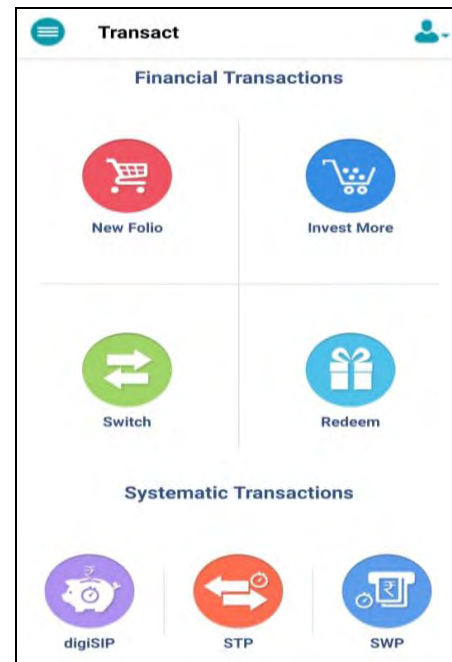 Transact
Financial Transactions
New Folio
Invest More
Switch
Redeem
Systematic Transactions
₹
₹
digiSIP
STP
SWP